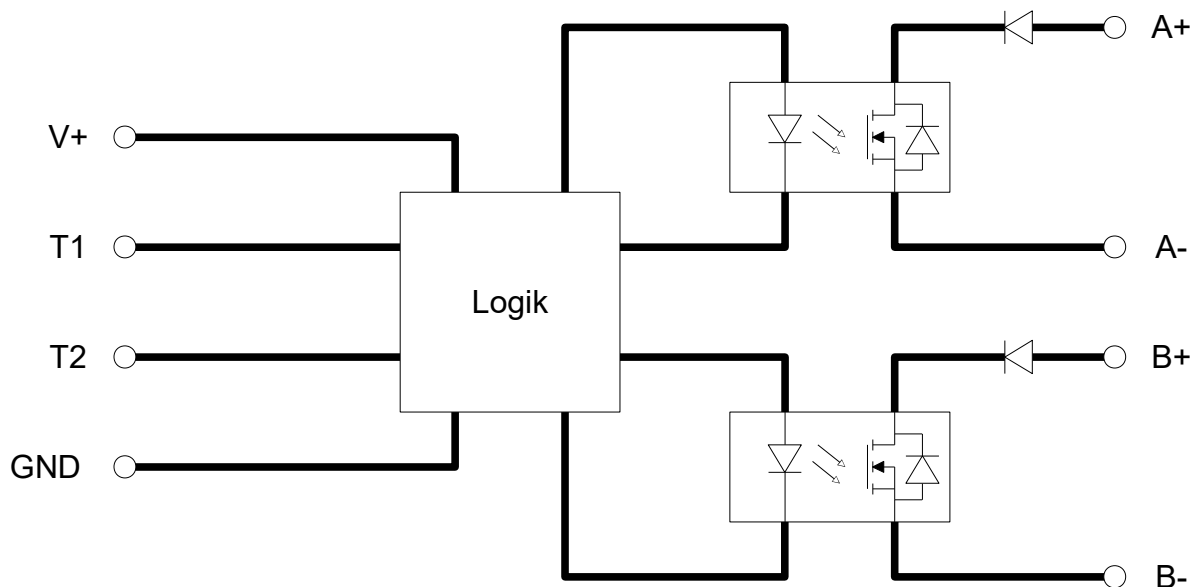 A+
V+
T1
A-
Logik
T2
B+
GND
B-